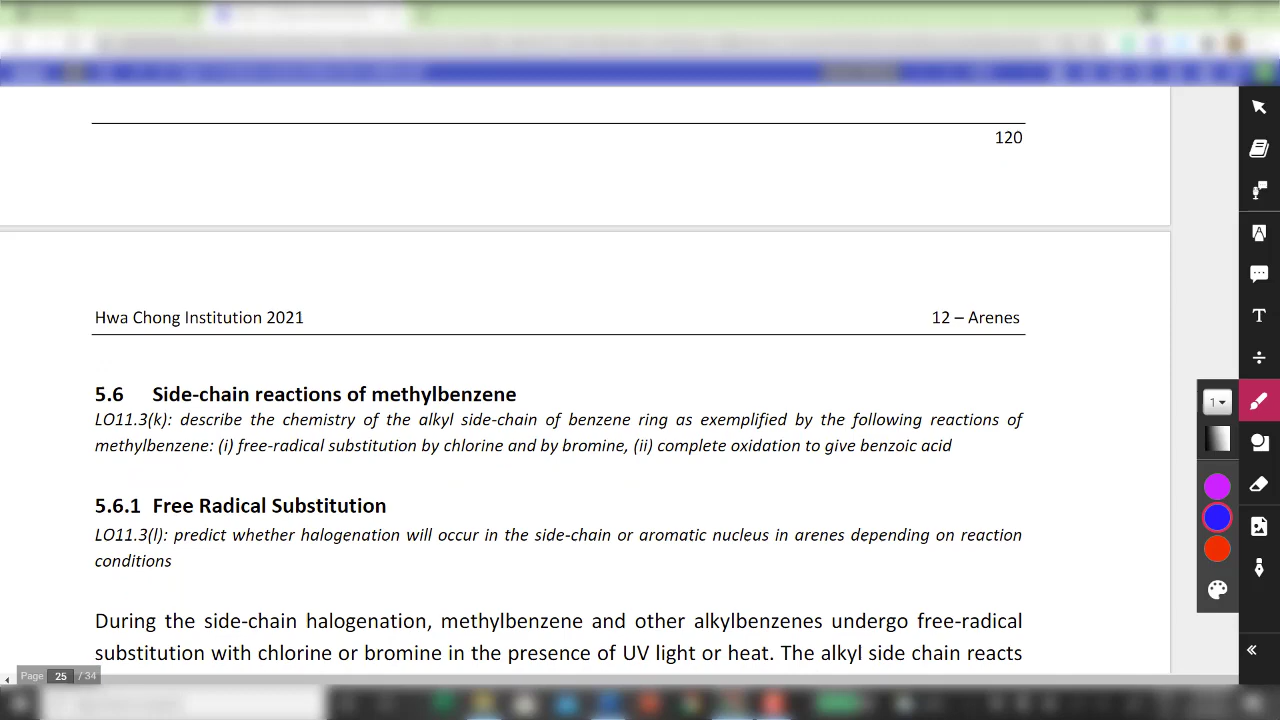 120
Hwa Chong Institution 2021 12 – Arenes
5.6 Side-chain reactions of methylbenzene
LO11.3(k): describe the chemistry of the alkyl side-chain of benzene ring as exemplified by the following reactions of
methylbenzene: (i) free-radical substitution by chlorine and by bromine, (ii) complete oxidation to give benzoic acid
5.6.1 Free Radical Substitution
LO11.3(l): predict whether halogenation will occur in the side-chain or aromatic nucleus in arenes depending on reaction
conditions
During the side-chain halogenation, methylbenzene and other alkylbenzenes undergo free-radical
substitution with chlorine or bromine in the presence of UV light or heat. The alkyl side chain reacts
Page 25 / 34
1
T